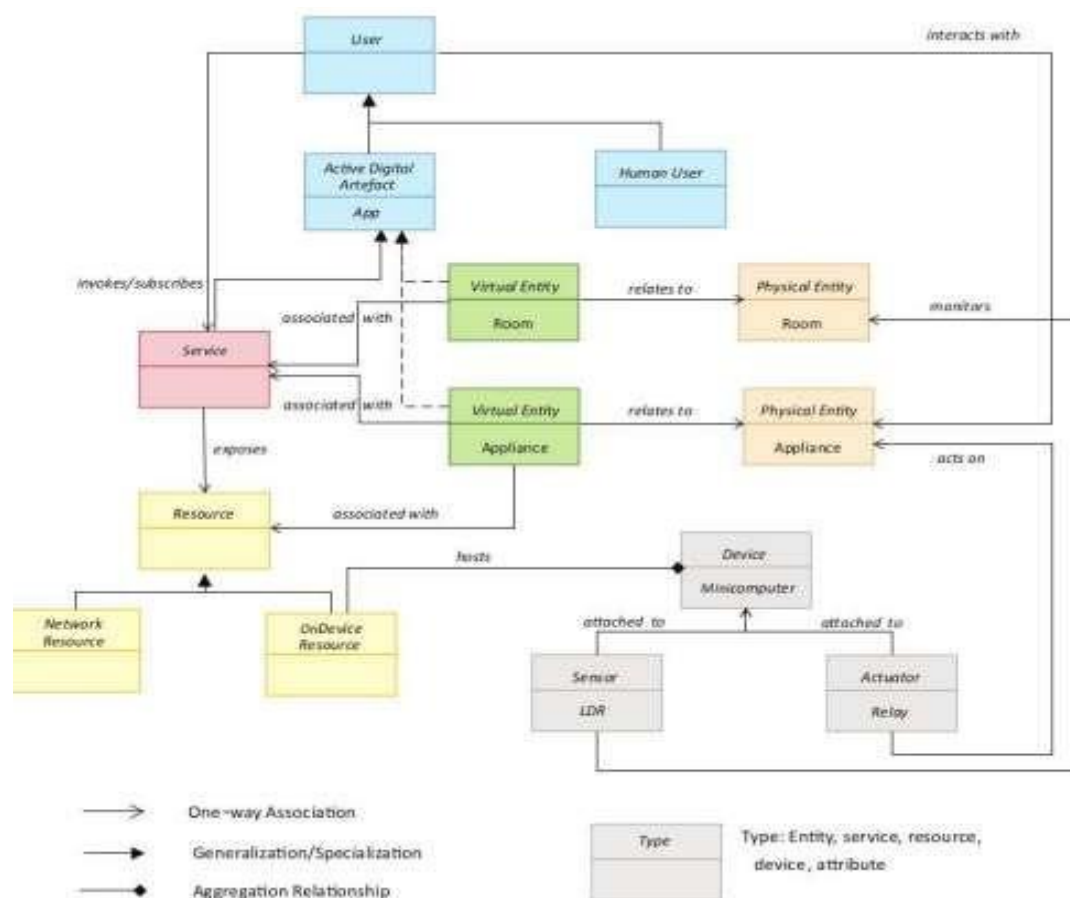 User
interacts with
Active Digital
Artefact
App
Human User
invokes/subscribes
Virtual Entity
Room
relates to
Physical Entity
Room
associated with
monitors
Service
associated with
Virtual Entity
Appliance
relates to
Physical Entity
Appliance
exposes
acts on
Resource
associated with
hosts
Device
Minicomputer
Network
Resource
OnDevice
Resource
attached to
attached to
Sensor
LDR
Actuator
Relay
One-way Association
Generalization/Specialization
Aggregation Relationship
Type
Type: Entity, service, resource,
device, attribute